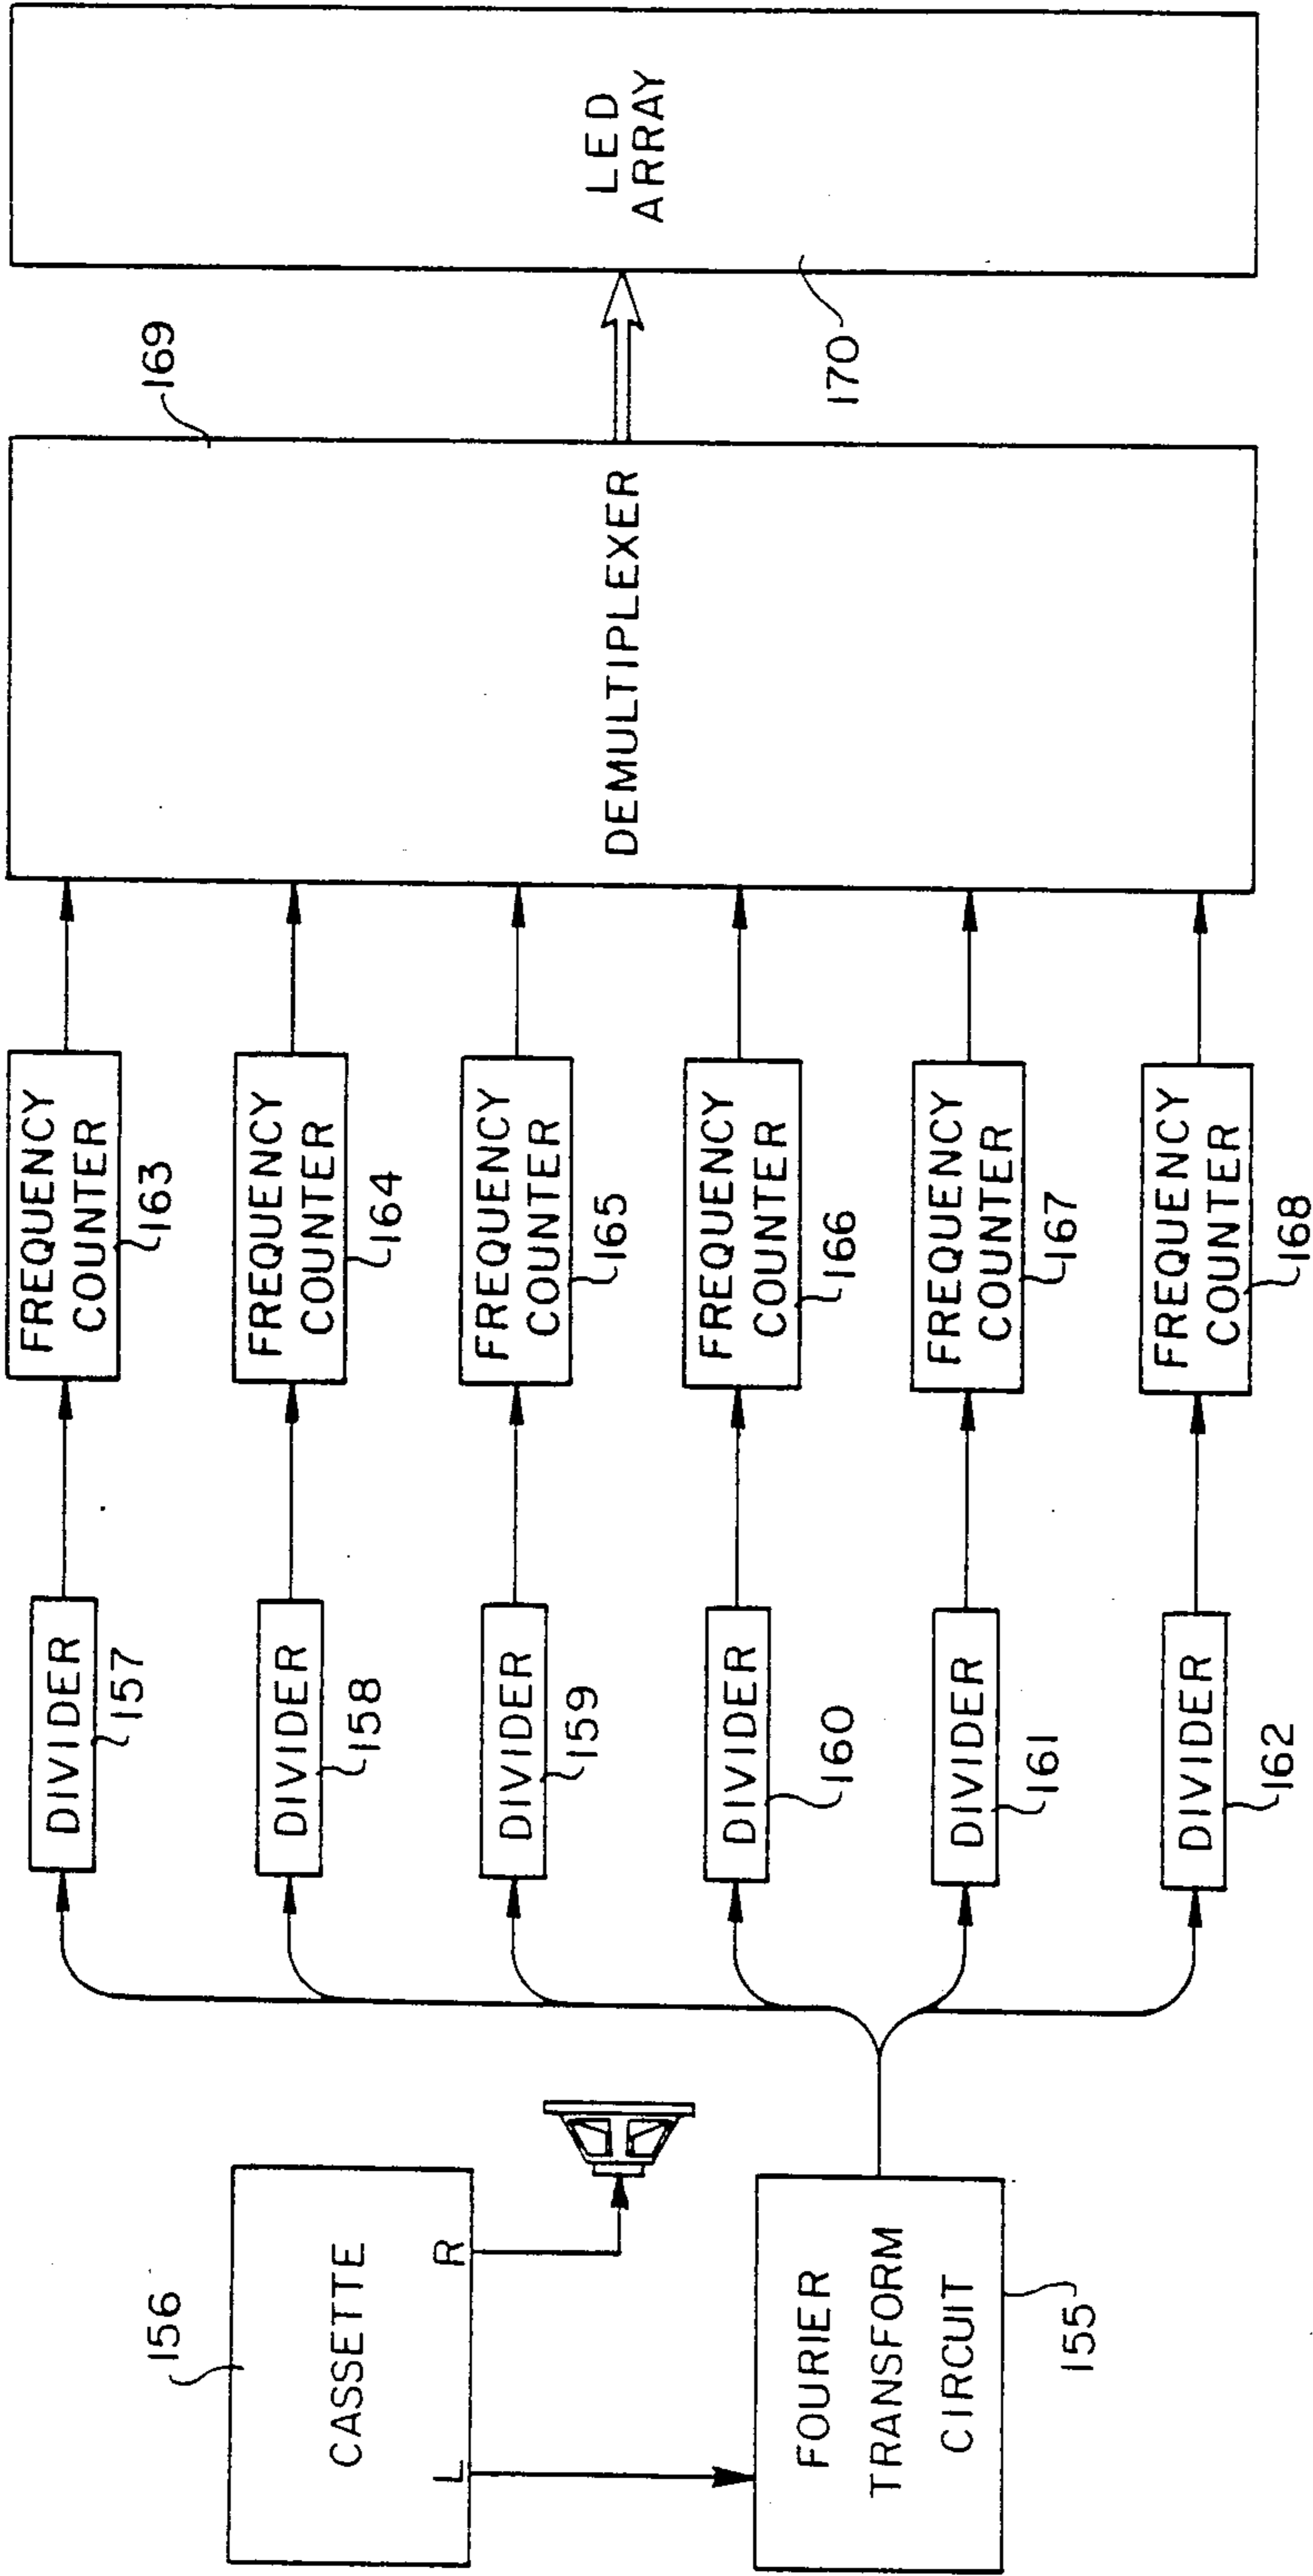 156
CASSETTE
L
R
FOURIER
TRANSFORM
CIRCUIT
155
DIVIDER
157
DIVIDER
158
DIVIDER
159
DIVIDER
160
DIVIDER
161
DIVIDER
162
FREQUENCY
COUNTER
163
FREQUENCY
COUNTER
164
FREQUENCY
COUNTER
165
FREQUENCY
COUNTER
166
FREQUENCY
COUNTER
167
FREQUENCY
COUNTER
168
169
DEMULTIPLEXER
LED
ARRAY
170